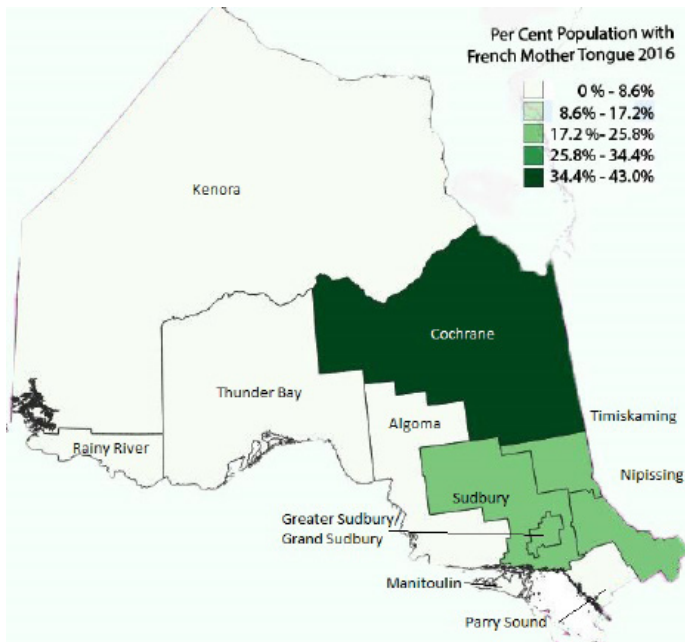 Per Cent Population with
French Mother Tongue 2016
0 % - 8.6%
8.6% - 17.2%
17.2 % - 25.8%
25.8% - 34.4%
34.4% - 43.0%
Kenora
Cochrane
Thunder Bay
Timiskaming
Algoma
Rainy River
Nipissing
Sudbury
Greater Sudbury/
Grand Sudbury
Manitoulin
Parry Sound